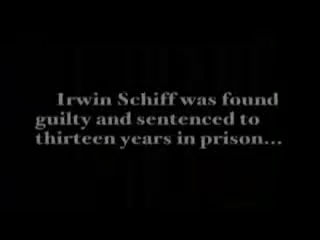 Irwin Schiff was found
guilty and sentenced to
thirteen years in prison...